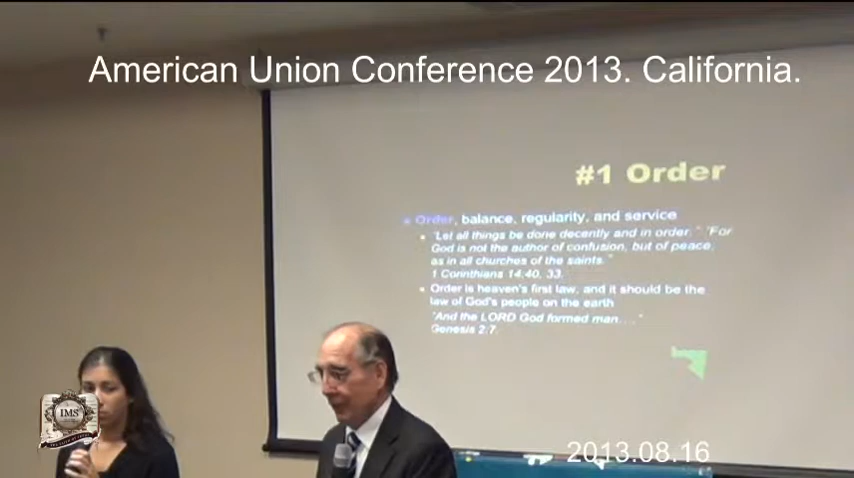 American Union Conference 2013. California.
#1 Order
Order, balance, regularity, and service
"Let all things be done decently and in order." "For
God is not the author of confusion, but of peace,
as in all churches of the saints."
1 Corinthians 14:40, 33.
Order is heaven's first law, and it should be the
law of God's people on the earth
"And the LORD God formed man...."
Genesis 2:7.
IMS
2013.08.16